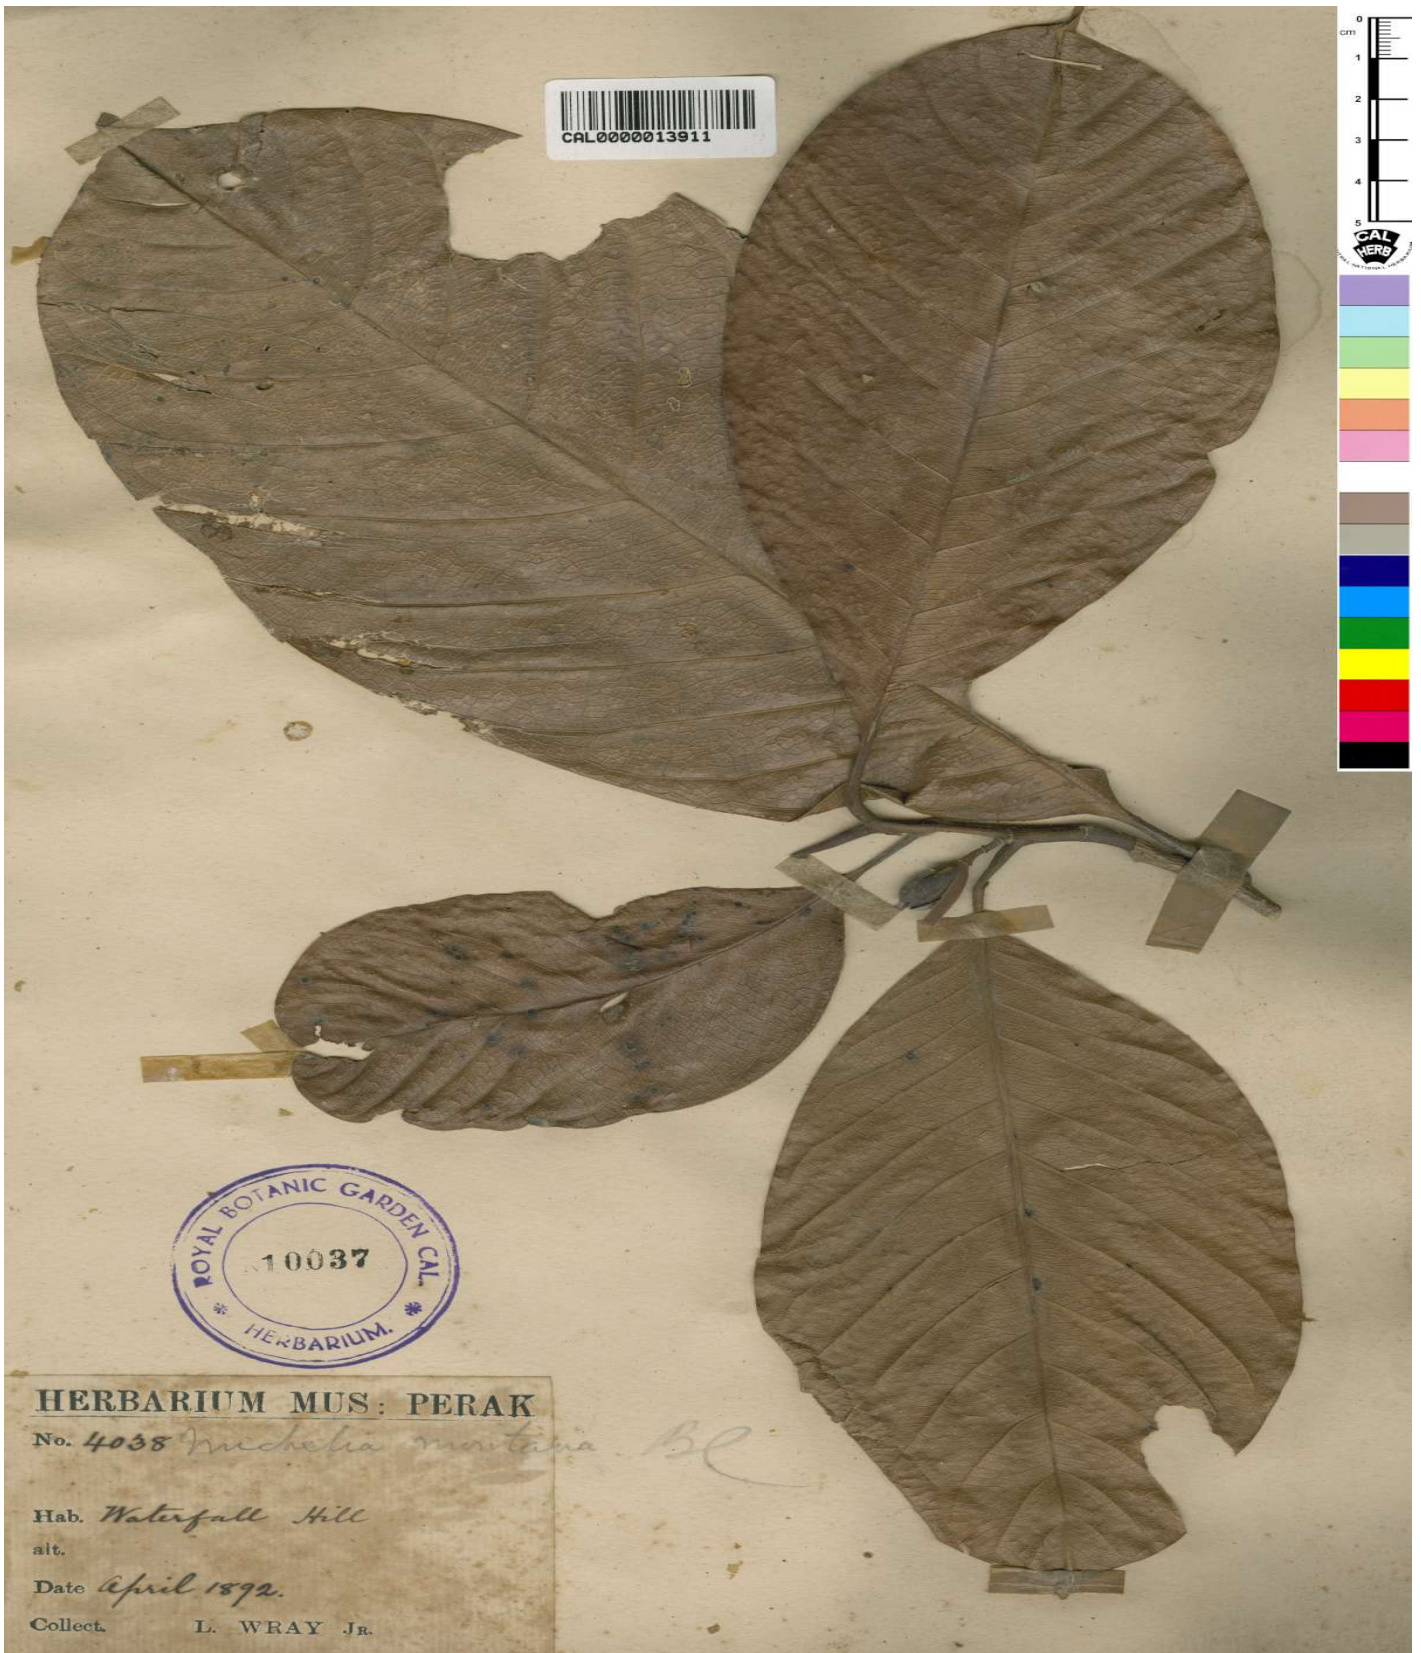 CAL0000013911
0
cm
1
2
3
4
5
CAL
HERB
ROYAL BOTANIC GARDEN CAL.
10037
HERBARIUM.
HERBARIUM MUS: PERAK
No. 4038 Michelia montana Bl
Hab. Waterfall Hill
alt.
Date April 1892.
Collect. L. WRAY JR.